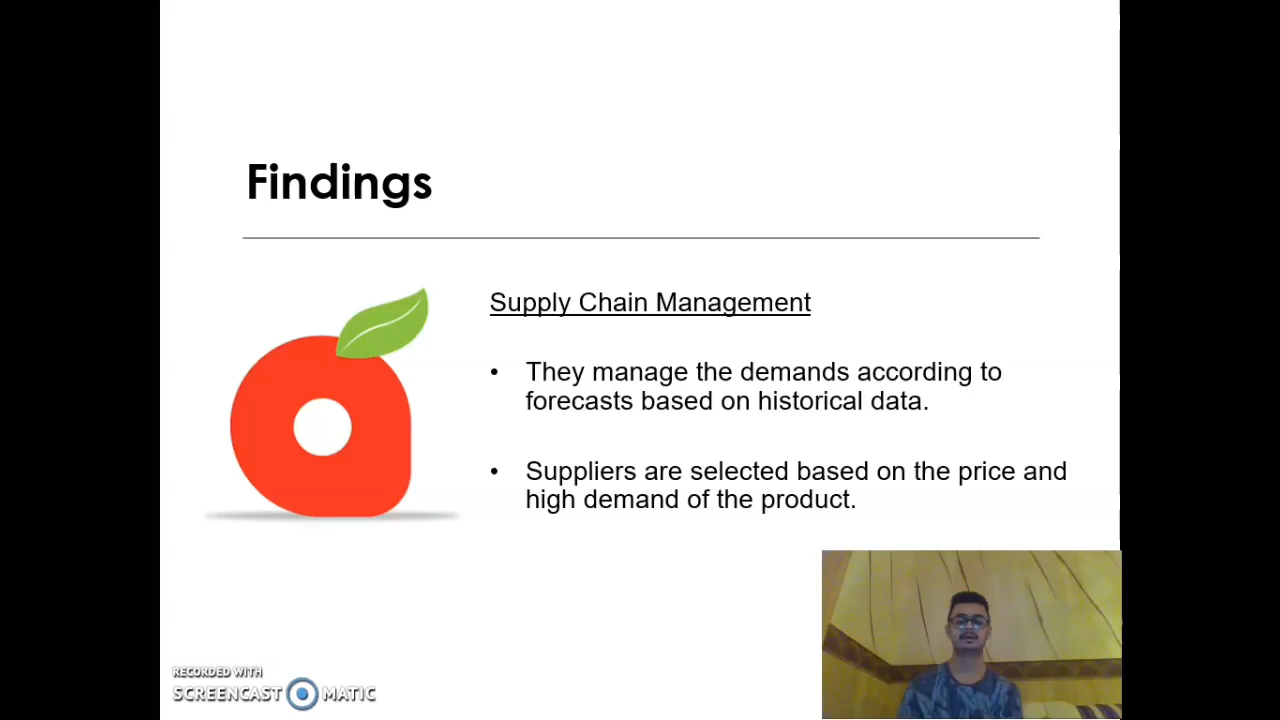 Findings
Supply Chain Management
• They manage the demands according to
forecasts based on historical data.
• Suppliers are selected based on the price and
high demand of the product.
RECORDED WITH
SCREENCAST MATIC